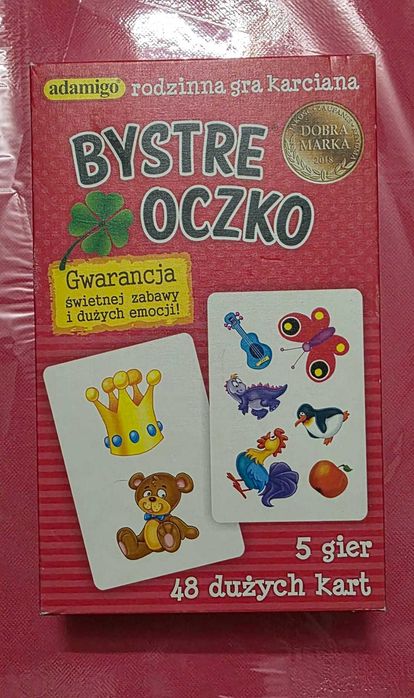 adamigo rodzinna gra karciana
BYSTRE
OCZKO
DOBRA
MARKA
2018
Gwarancja
świetnej zabawy
i dużych emocji!
5 gier
48 dużych kart